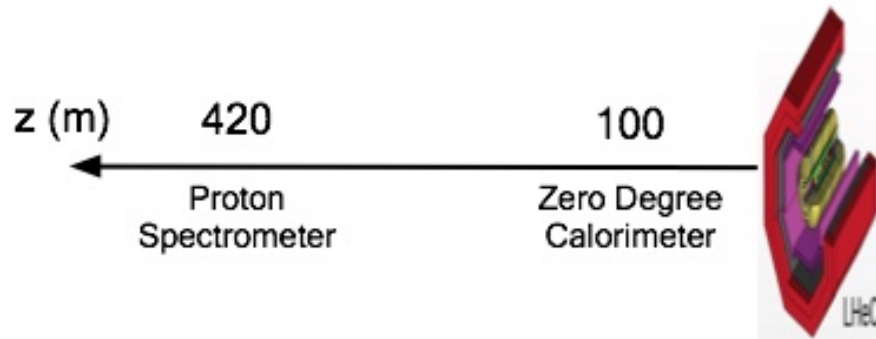 z (m) 420 100
Proton
Spectrometer
Zero Degree
Calorimeter